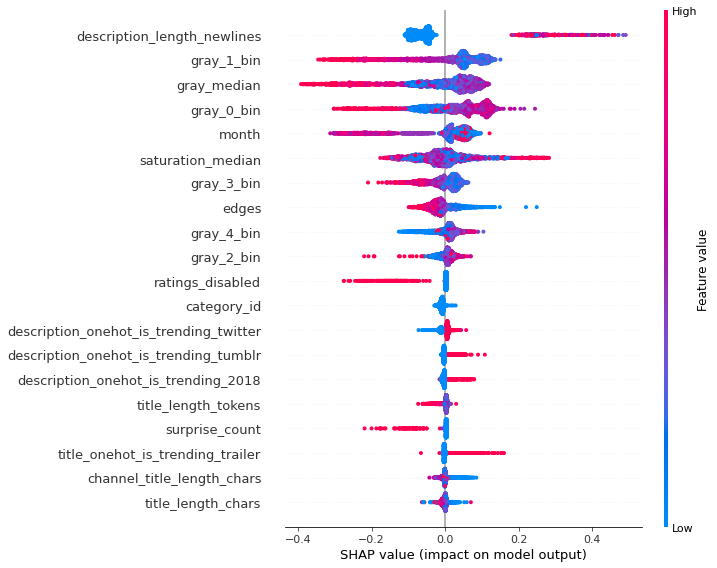 High
description_length_newlines
gray_1_bin
gray_median
gray_0_bin
month
saturation_median
gray_3_bin
edges
gray_4_bin
gray_2_bin
ratings_disabled
category_id
description_onehot_is_trending_twitter
description_onehot_is_trending_tumblr
description_onehot_is_trending_2018
title_length_tokens
surprise_count
title_onehot_is_trending_trailer
channel_title_length_chars
title_length_chars
Feature value
Low
−0.4 −0.2 0.0 0.2 0.4
SHAP value (impact on model output)